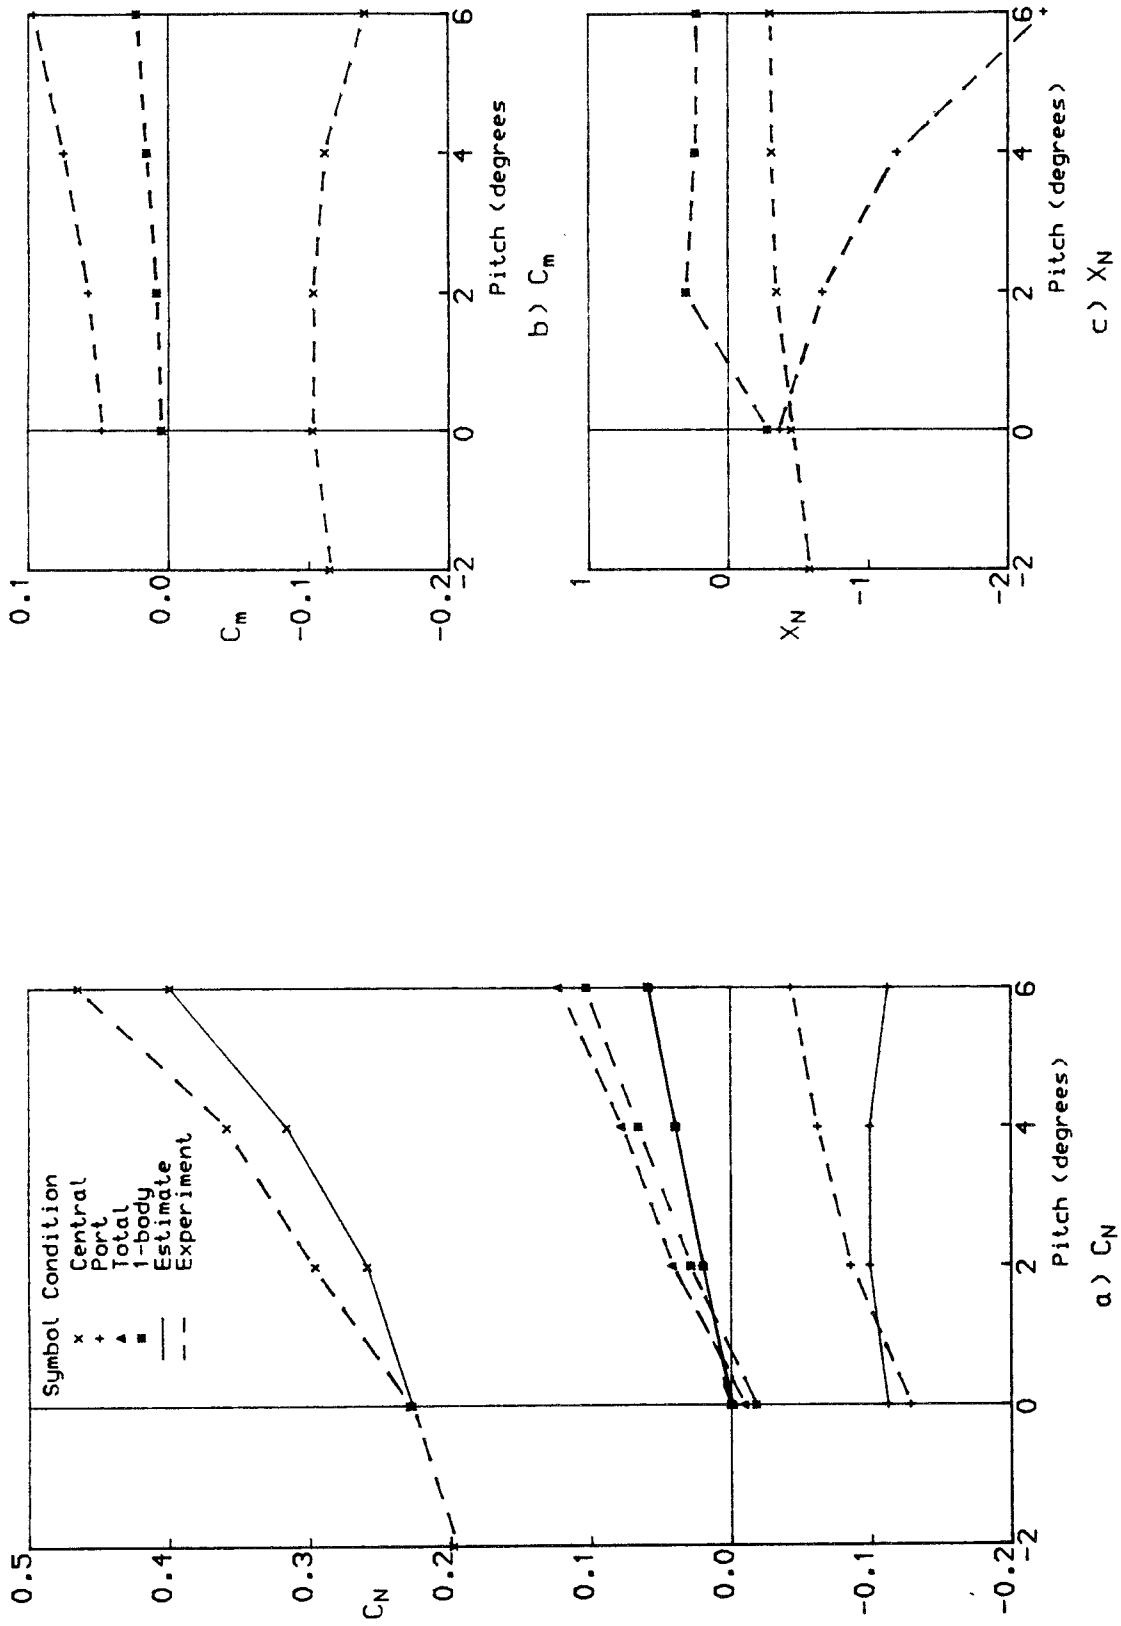 0.5
0.4
0.3
0.1
0.0
-0.1
-0.2
C_N
Symbol Condition
× Central
+ Port
▲ Total
■ 1-body
Estimate
Experiment
-2
0
2
4
6
Pitch (degrees)
a) C_N
0.1
0.0
-0.1
-0.2
C_m
-2
0
2
4
6
Pitch (degrees
b) C_m
1
0
-1
-2
X_N
-2
0
2
4
6
Pitch (degrees)
c) X_N